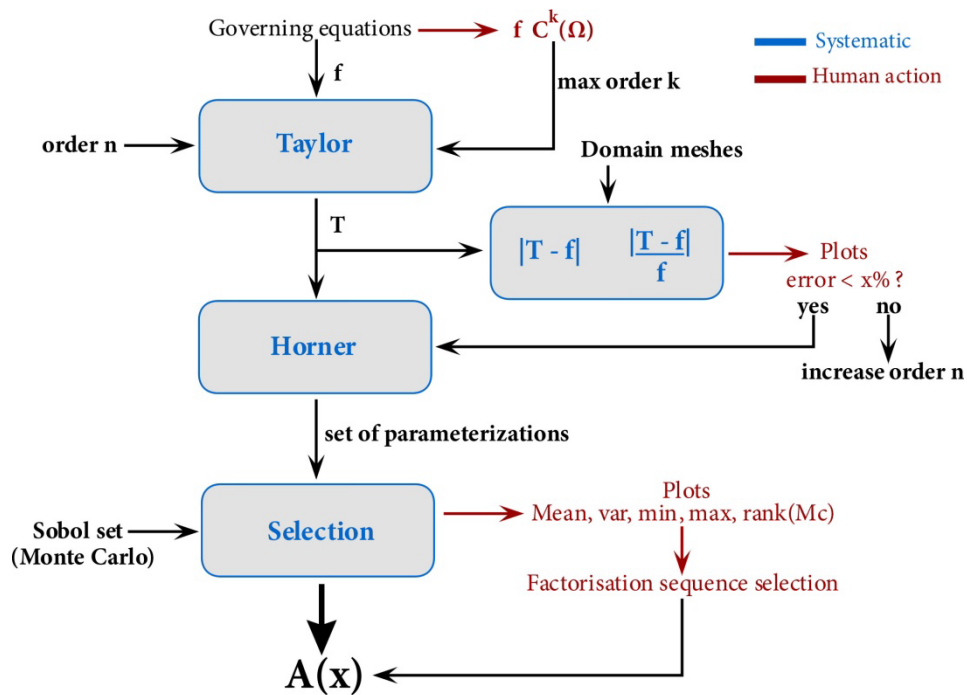 Governing equations
f C^k(Ω)
Systematic
Human action
f
max order k
order n
Taylor
Domain meshes
T
|T - f|
|T - f|
f
Plots
error < x% ?
yes
no
Horner
increase order n
set of parameterizations
Plots
Mean, var, min, max, rank(Mc)
Sobol set
(Monte Carlo)
Selection
Factorisation sequence selection
A(x)